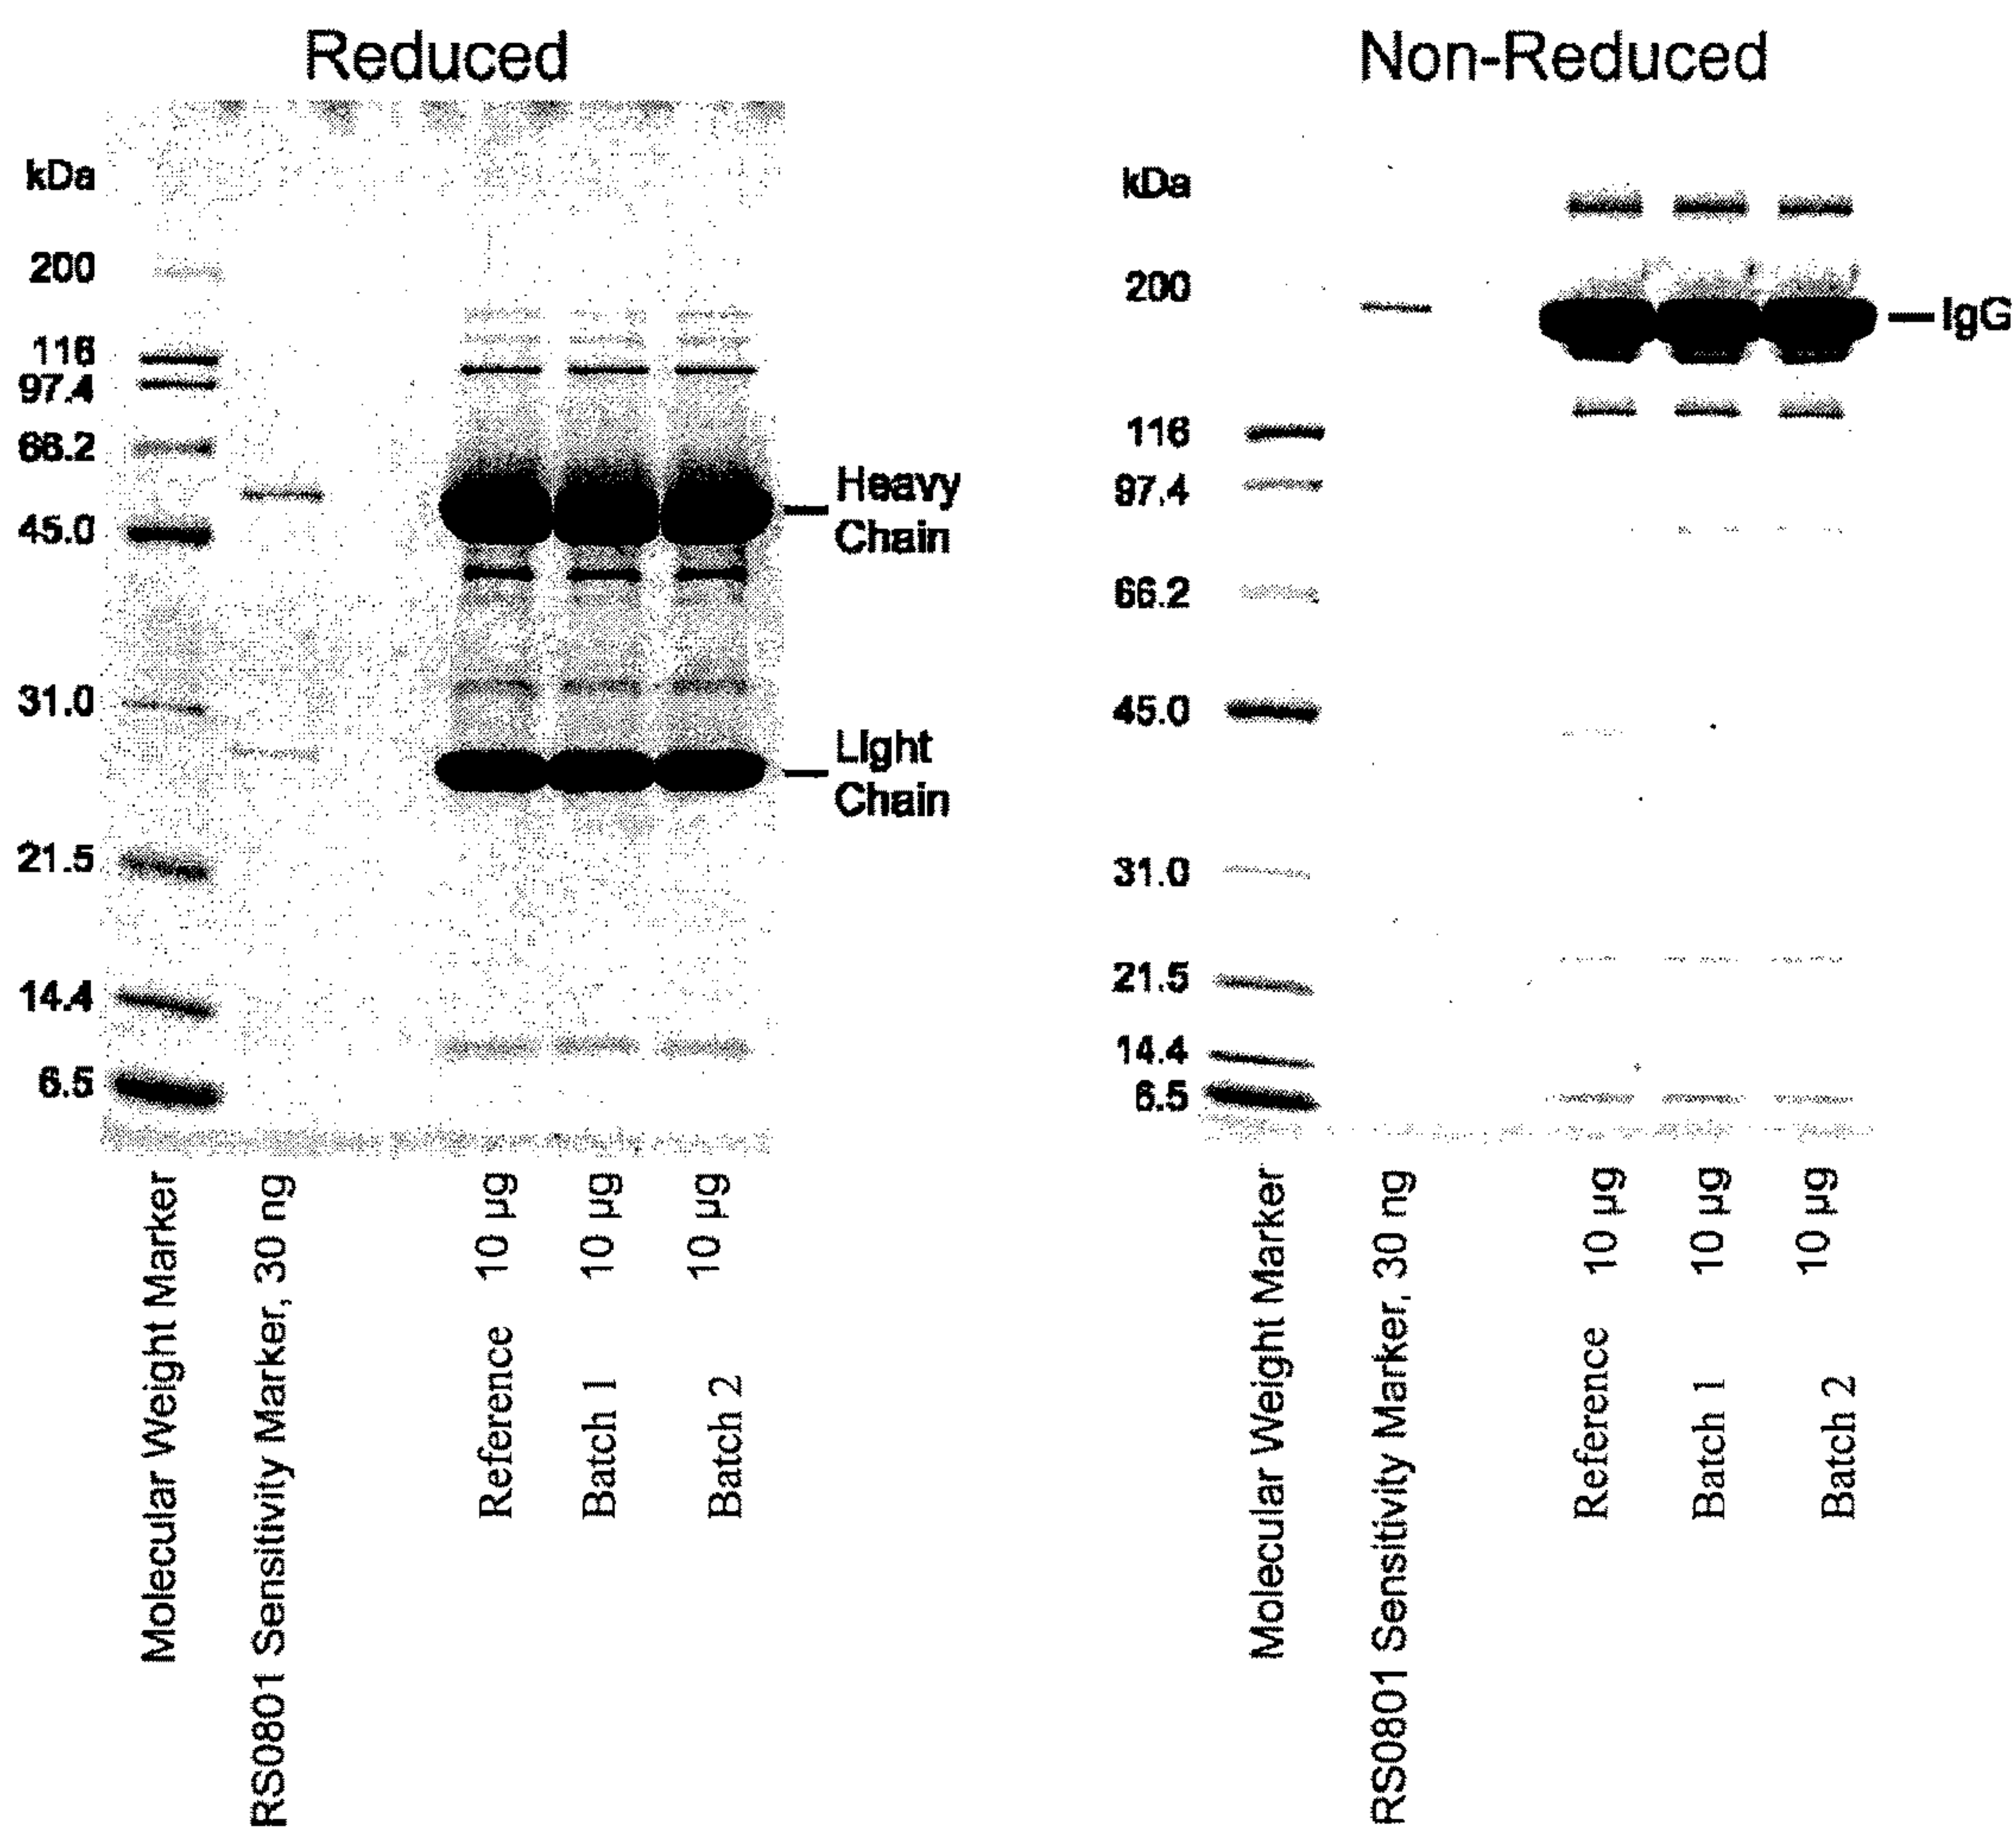 Reduced
kDa
200
116
97.4
66.2
45.0
31.0
21.5
14.4
6.5
Heavy
Chain
Light
Chain
Molecular Weight Marker
RS0801 Sensitivity Marker, 30 ng
Reference 10 µg
Batch 1 10 µg
Batch 2 10 µg
Non-Reduced
kDa
200
116
97.4
66.2
45.0
31.0
21.5
14.4
6.5
IgG
Molecular Weight Marker
RS0801 Sensitivity Marker, 30 ng
Reference 10 µg
Batch 1 10 µg
Batch 2 10 µg